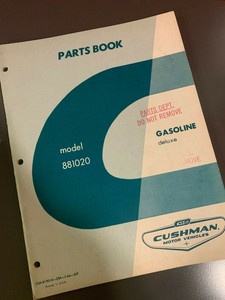 PARTS BOOK
PARTS DEPT.
DO NOT REMOVE
model
881020
GASOLINE
deluxe
CUSHMAN
MOTOR VEHICLES